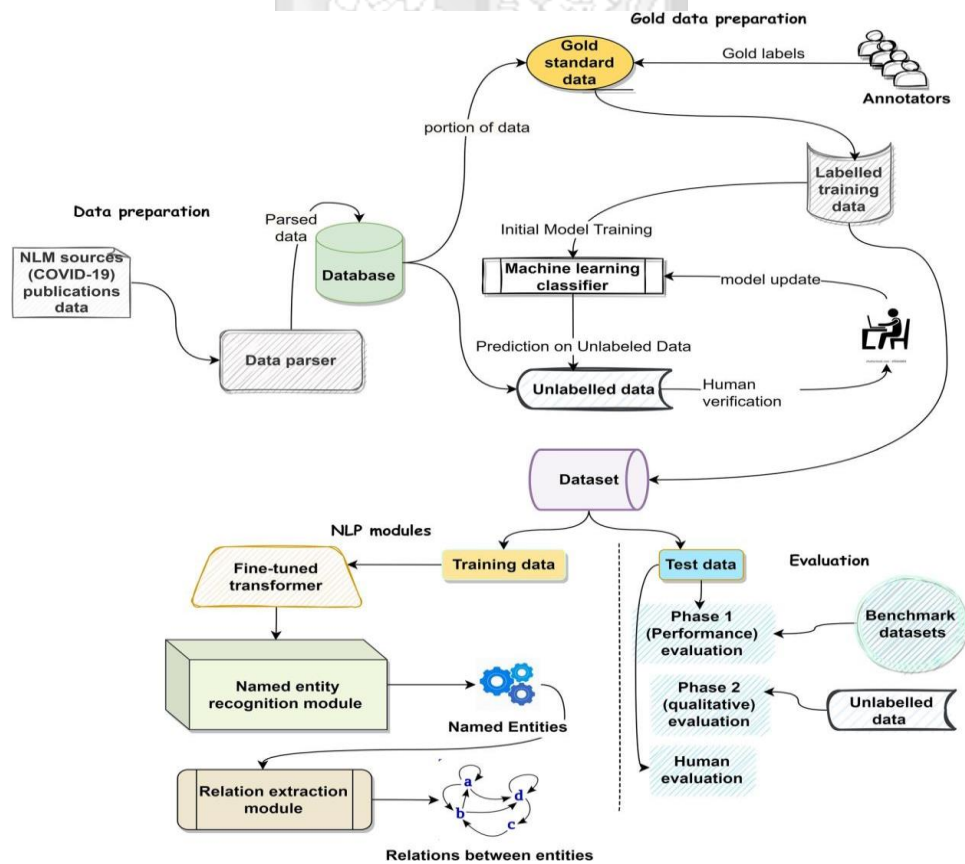 Gold data preparation
Gold
standard
data
Gold labels
Annotators
portion of data
Labelled
training
data
Data preparation
Parsed
data
Initial Model Training
NLM sources
(COVID-19)
publications
data
Database
Machine learning
classifier
model update
Data parser
Prediction on Unlabeled Data
Unlabelled data
Human
verification
Dataset
NLP modules
Training data
Test data
Evaluation
Fine-tuned
transformer
Phase 1
(Performance)
evaluation
Benchmark
datasets
Named entity
recognition module
Named Entities
Phase 2
(qualitative)
evaluation
Unlabelled
data
Human
evaluation
Relation extraction
module
a
d
b
c
Relations between entities